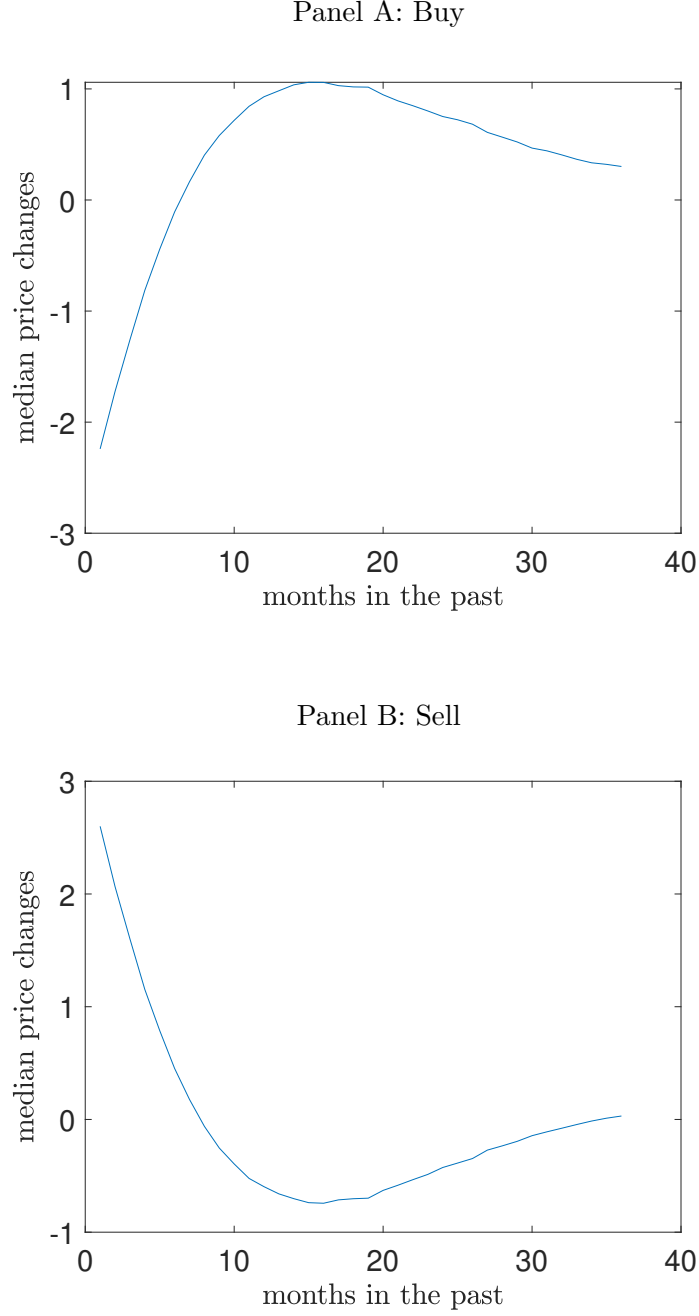 Panel A: Buy
1
0
-1
-2
-3
median price changes
0 10 20 30 40
months in the past
Panel B: Sell
3
2
1
0
-1
median price changes
0 10 20 30 40
months in the past